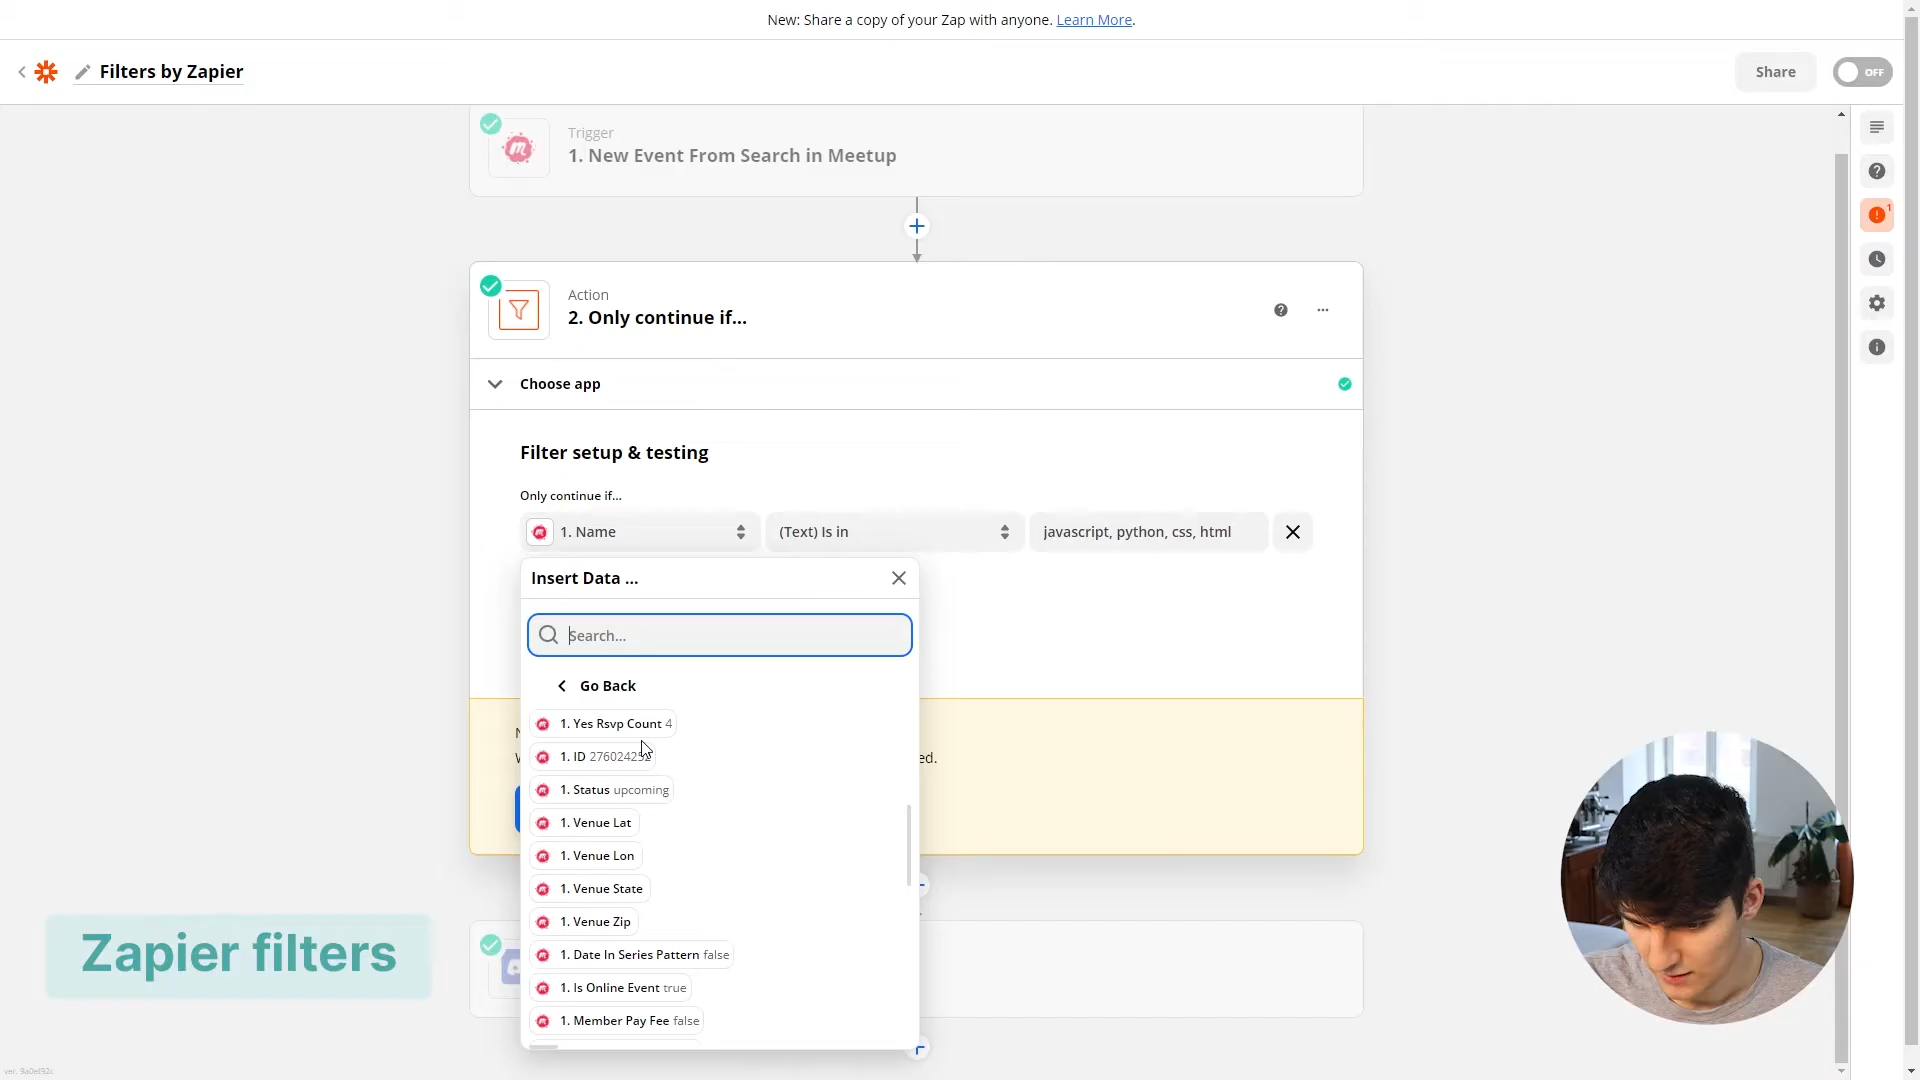 New: Share a copy of your Zap with anyone. Learn More.
Filters by Zapier
Share
OFF
Trigger
1. New Event From Search in Meetup
1
Action
2. Only continue if...
Choose app
Filter setup & testing
Only continue if...
1. Name
(Text) Is in
javascript, python, css, html
Insert Data ...
Search...
Go Back
1. Yes Rsvp Count 4
1. ID 2760242
1. Status upcoming
1. Venue Lat
1. Venue Lon
1. Venue State
1. Venue Zip
1. Date In Series Pattern false
1. Is Online Event true
1. Member Pay Fee false
ed.
Zapier filters